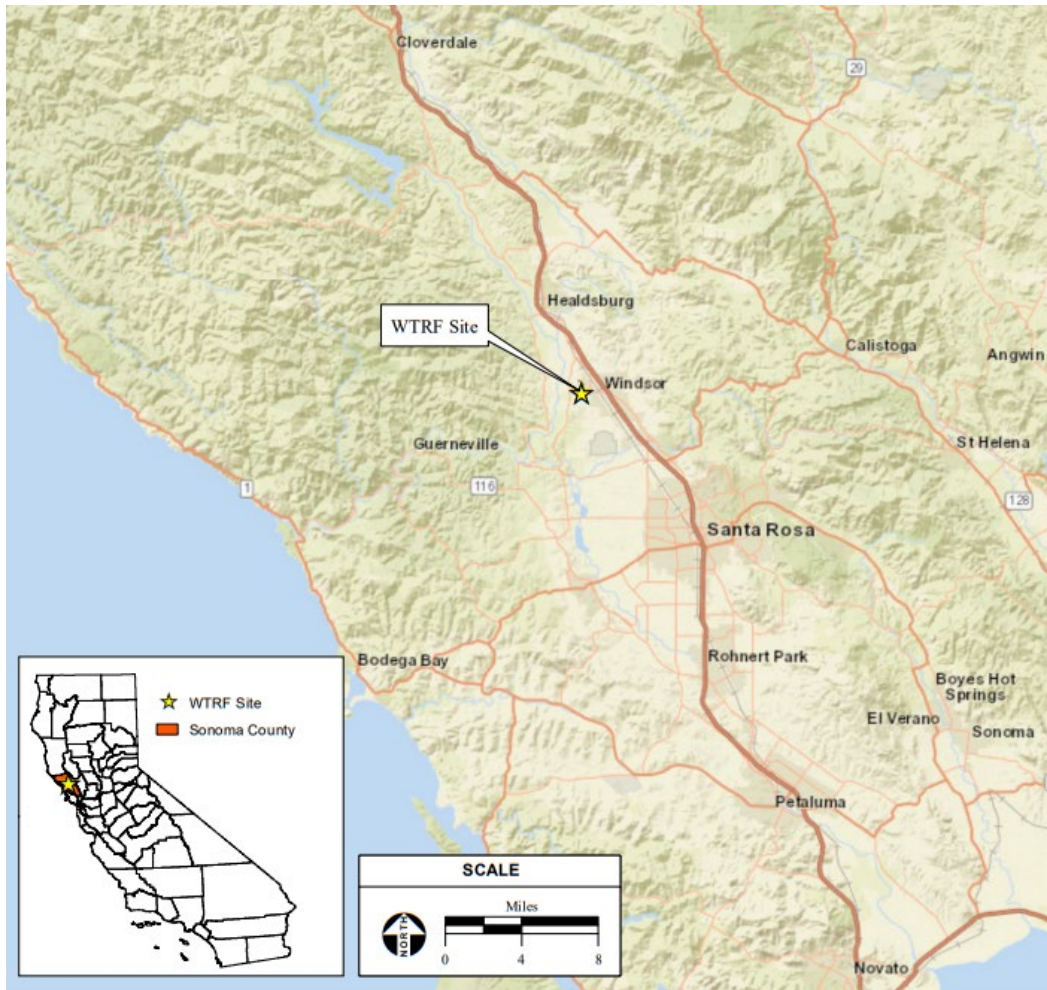 Cloverdale
29
Healdsburg
WTRF Site
Calistoga
Angwin
Windsor
Guerneville
St Helena
116
1
128
Santa Rosa
Bodega Bay
Rohnert Park
Boyes Hot
Springs
El Verano
Sonoma
WTRF Site
Sonoma County
Petaluma
SCALE
Miles
NORTH
0 4 8
Novato